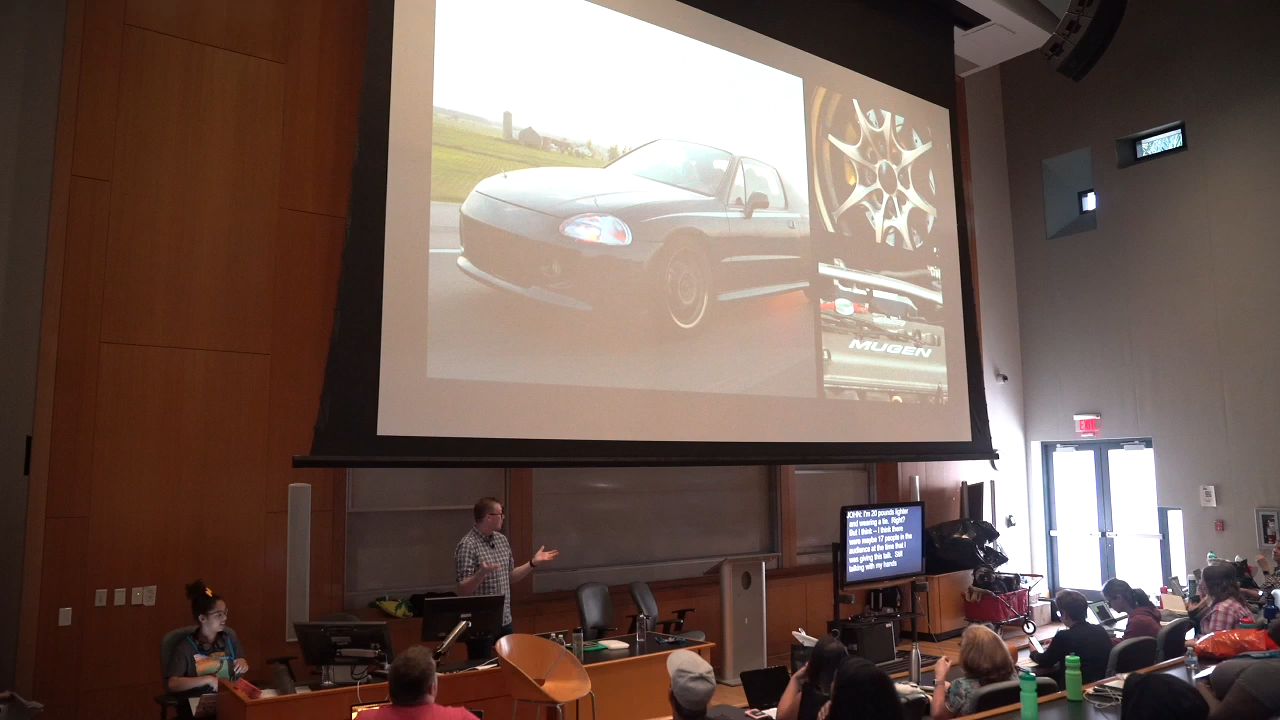 MUGEN
EXIT
JOHN: I'm 20 pounds lighter
and wearing a tie. Right?
But I think -- I think there
were maybe 17 people in the
audience at the time that I
was giving this talk. Still
talking with my hands